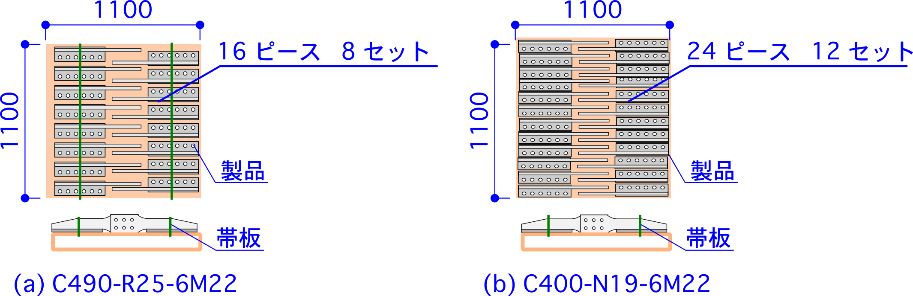 1100
1100
16 ピース 8 セット
製品
帯板
(a) C490-R25-6M22
1100
1100
24 ピース 12 セット
製品
帯板
(b) C400-N19-6M22